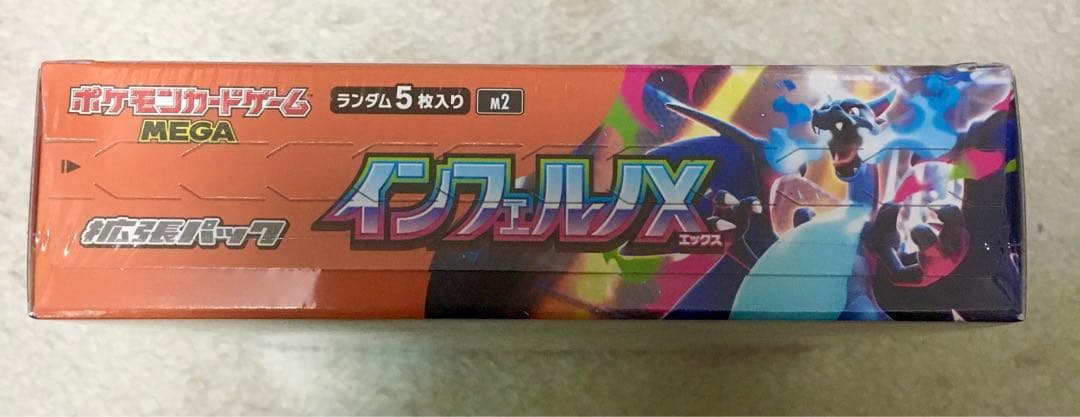 ポケモンカードゲーム
MEGA
ランダム5枚入り
M2
拡張パック
インフェルノX
エックス